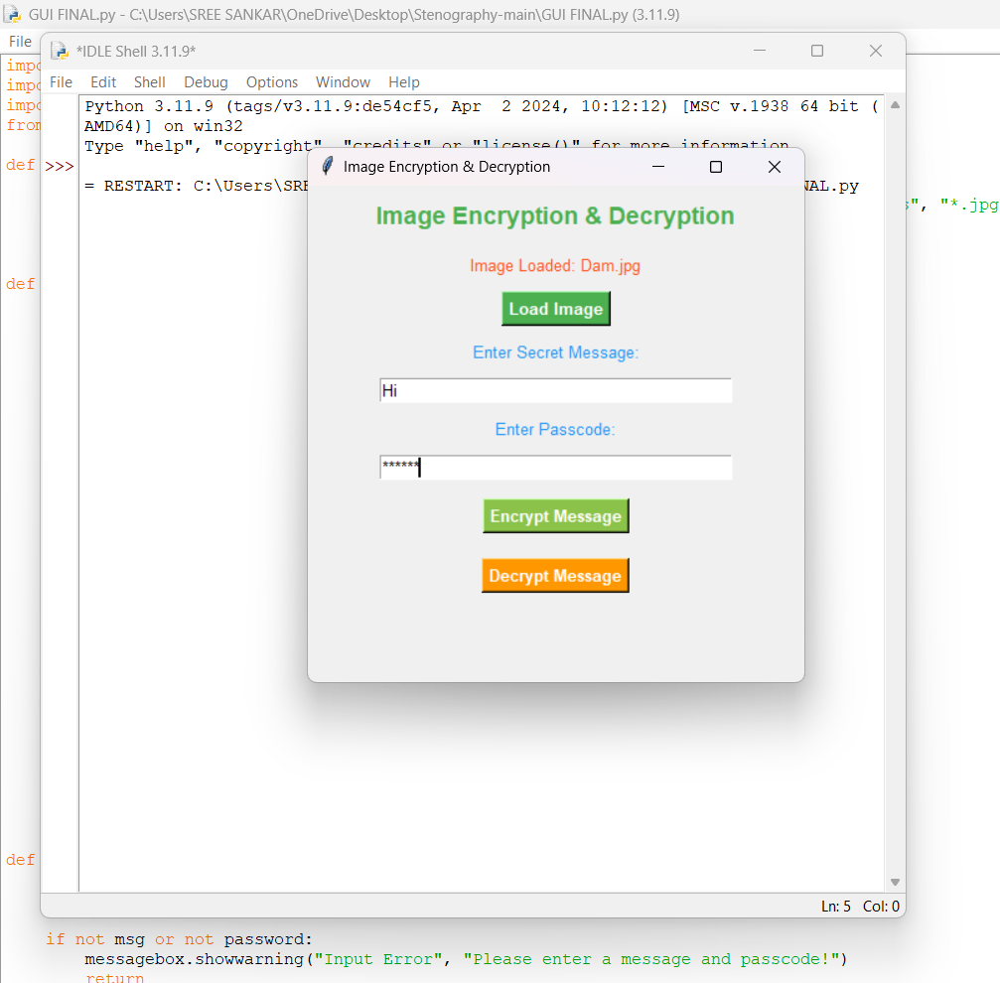 GUI FINAL.py - C:\Users\SREE SANKAR\OneDrive\Desktop\Stenography-main\GUI FINAL.py (3.11.9)
File
*IDLE Shell 3.11.9*
File Edit Shell Debug Options Window Help
Python 3.11.9 (tags/v3.11.9:de54cf5, Apr  2 2024, 10:12:12) [MSC v.1938 64 bit (
AMD64)] on win32
Type "help", "copyright", "credits" or "license()" for more information
>>>
= RESTART: C:\Users\SRE
NAL.py
impo
impo
impo
from
def
s", "*.jpg
def
def
Image Encryption & Decryption
Image Encryption & Decryption
Image Loaded: Dam.jpg
Load Image
Enter Secret Message:
Hi
Enter Passcode:
******
Encrypt Message
Decrypt Message
Ln: 5 Col: 0
if not msg or not password:
messagebox.showwarning("Input Error", "Please enter a message and passcode!")
return